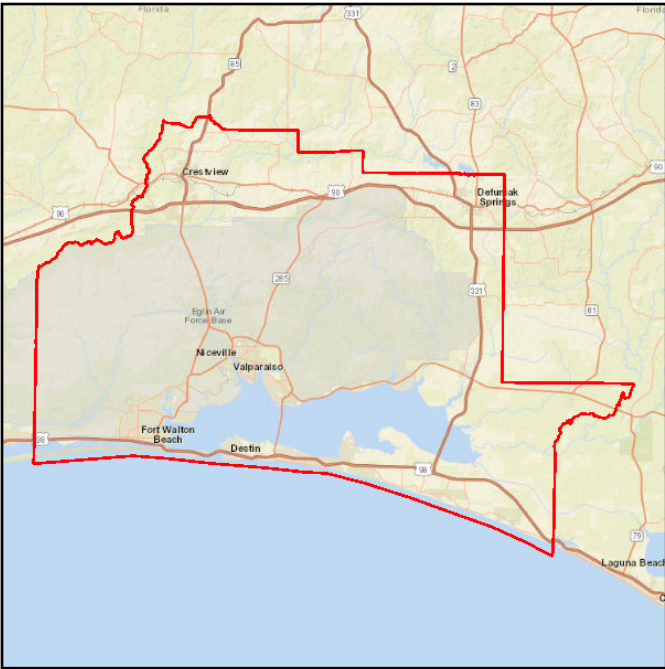 Florida
331
Florida
85
2
83
90
Crestview
98
Defuniak
Springs
90
285
331
81
Eglin Air
Force Base
Niceville
Valparaiso
98
Fort Walton
Beach
Destin
98
79
Laguna Beach
C